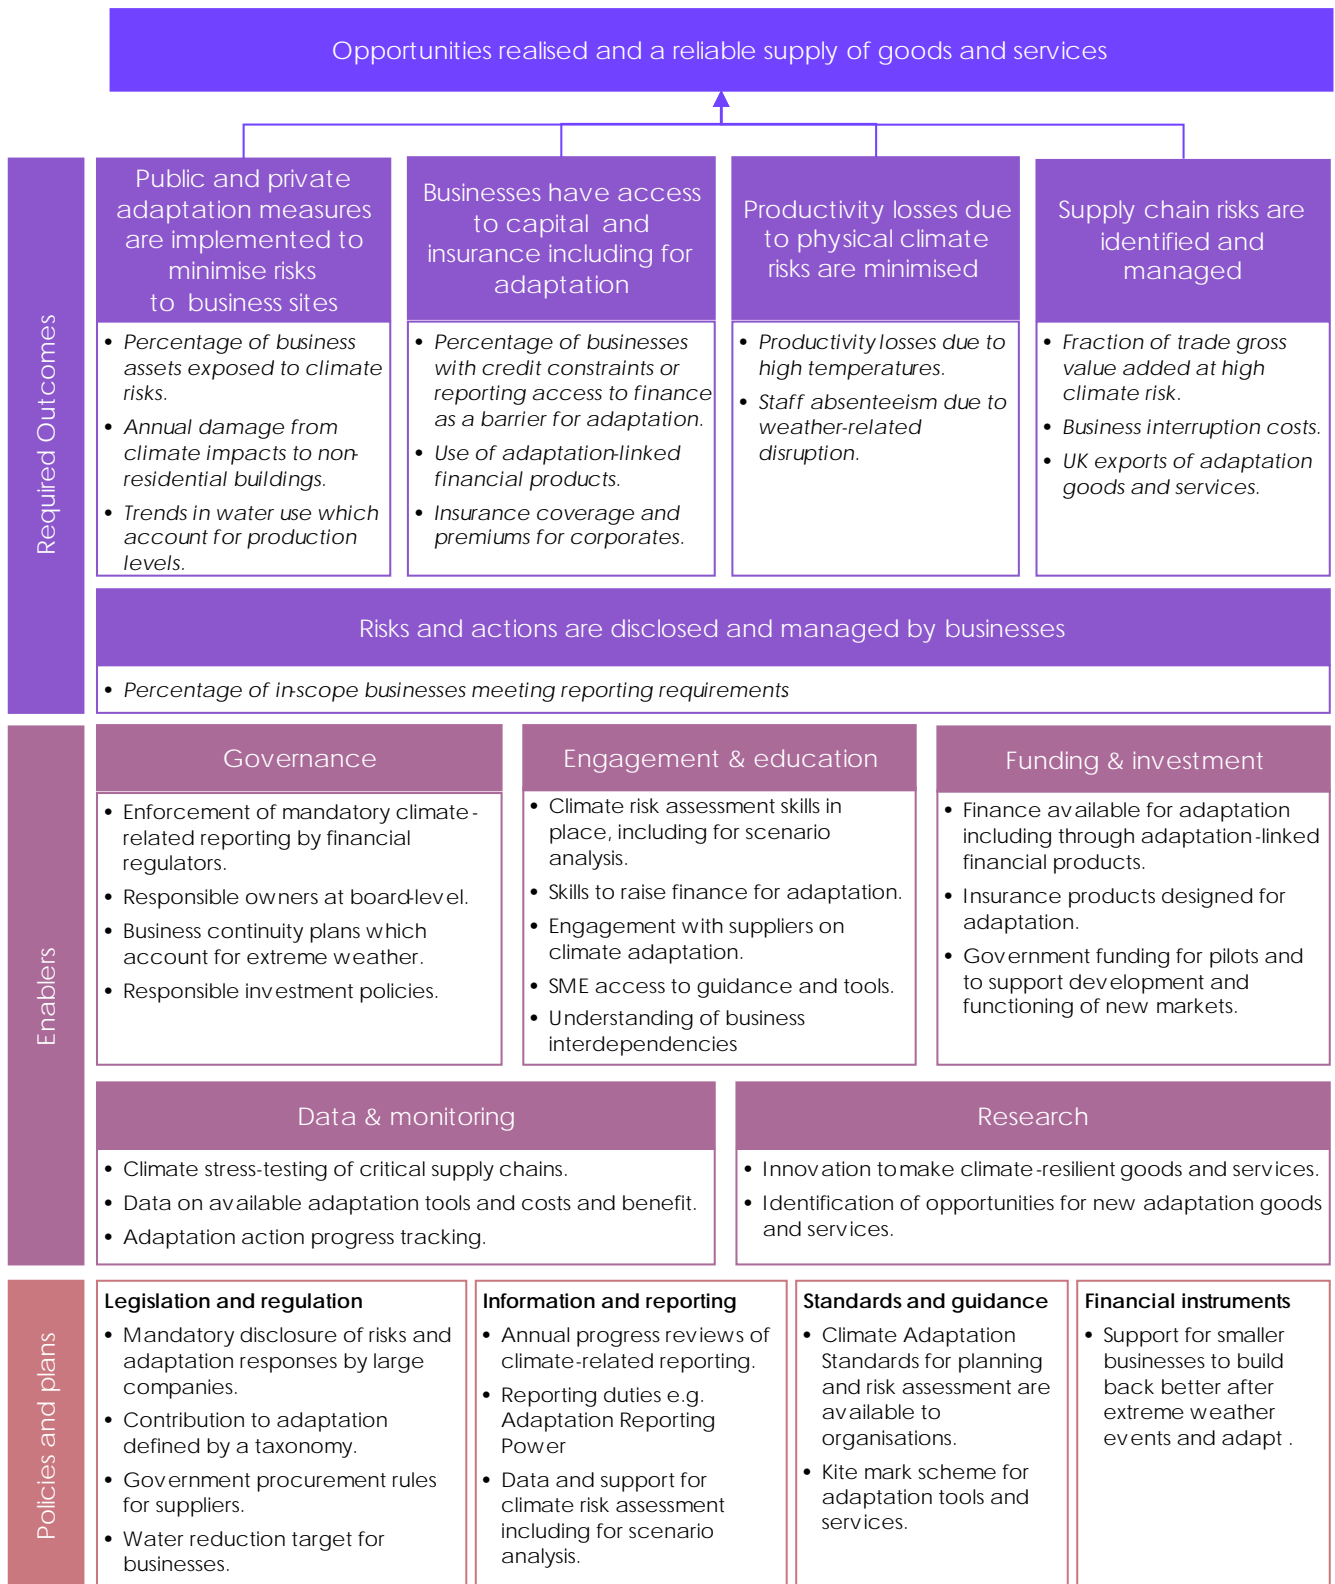 Opportunities realised and a reliable supply of goods and services
Required Outcomes
Public and private
adaptation measures
are implemented to
minimise risks
to business sites
• Percentage of business
assets exposed to climate
risks.
• Annual damage from
climate impacts to non-
residential buildings.
• Trends in water use which
account for production
levels.
Businesses have access
to capital and
insurance including for
adaptation
• Percentage of businesses
with credit constraints or
reporting access to finance
as a barrier for adaptation.
• Use of adaptation-linked
financial products.
• Insurance coverage and
premiums for corporates.
Productivity losses due
to physical climate
risks are minimised
• Productivity losses due to
high temperatures.
• Staff absenteeism due to
weather-related
disruption.
Supply chain risks are
identified and
managed
• Fraction of trade gross
value added at high
climate risk.
• Business interruption costs.
• UK exports of adaptation
goods and services.
Risks and actions are disclosed and managed by businesses
• Percentage of in-scope businesses meeting reporting requirements
Enablers
Governance
• Enforcement of mandatory climate-
related reporting by financial
regulators.
• Responsible owners at board-level.
• Business continuity plans which
account for extreme weather.
• Responsible investment policies.
Engagement & education
• Climate risk assessment skills in
place, including for scenario
analysis.
• Skills to raise finance for adaptation.
• Engagement with suppliers on
climate adaptation.
• SME access to guidance and tools.
• Understanding of business
interdependencies
Funding & investment
• Finance available for adaptation
including through adaptation-linked
financial products.
• Insurance products designed for
adaptation.
• Government funding for pilots and
to support development and
functioning of new markets.
Data & monitoring
• Climate stress-testing of critical supply chains.
• Data on available adaptation tools and costs and benefit.
• Adaptation action progress tracking.
Research
• Innovation to make climate-resilient goods and services.
• Identification of opportunities for new adaptation goods
and services.
Policies and plans
Legislation and regulation
• Mandatory disclosure of risks and
adaptation responses by large
companies.
• Contribution to adaptation
defined by a taxonomy.
• Government procurement rules
for suppliers.
• Water reduction target for
businesses.
Information and reporting
• Annual progress reviews of
climate-related reporting.
• Reporting duties e.g.
Adaptation Reporting
Power
• Data and support for
climate risk assessment
including for scenario
analysis.
Standards and guidance
• Climate Adaptation
Standards for planning
and risk assessment are
available to
organisations.
• Kite mark scheme for
adaptation tools and
services.
Financial instruments
• Support for smaller
businesses to build
back better after
extreme weather
events and adapt .